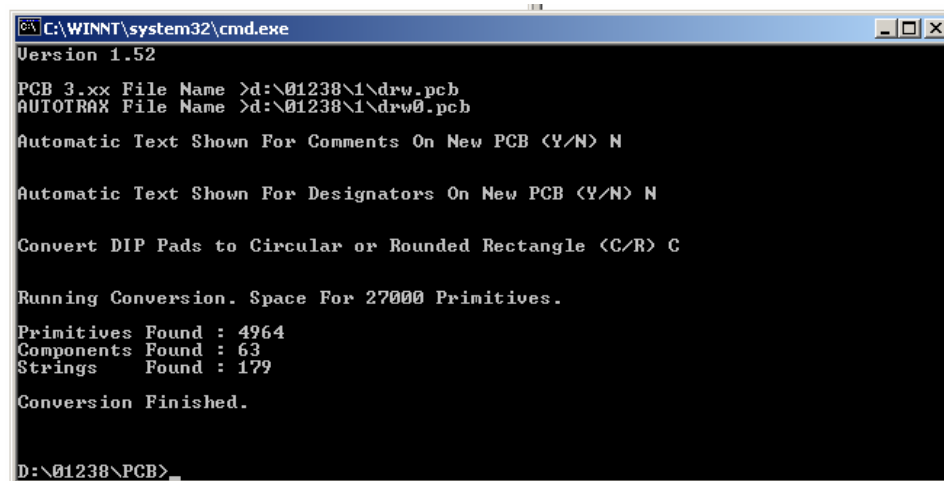 C:\WINNT\system32\cmd.exe
Version 1.52
PCB 3.xx File Name >d:\01238\1\drw.pcb
AUTOTRAX File Name >d:\01238\1\drw0.pcb
Automatic Text Shown For Comments On New PCB (Y/N) N
Automatic Text Shown For Designators On New PCB (Y/N) N
Convert DIP Pads to Circular or Rounded Rectangle (C/R) C
Running Conversion. Space For 27000 Primitives.
Primitives Found : 4964
Components Found : 63
Strings    Found : 179
Conversion Finished.
D:\01238\PCB>_